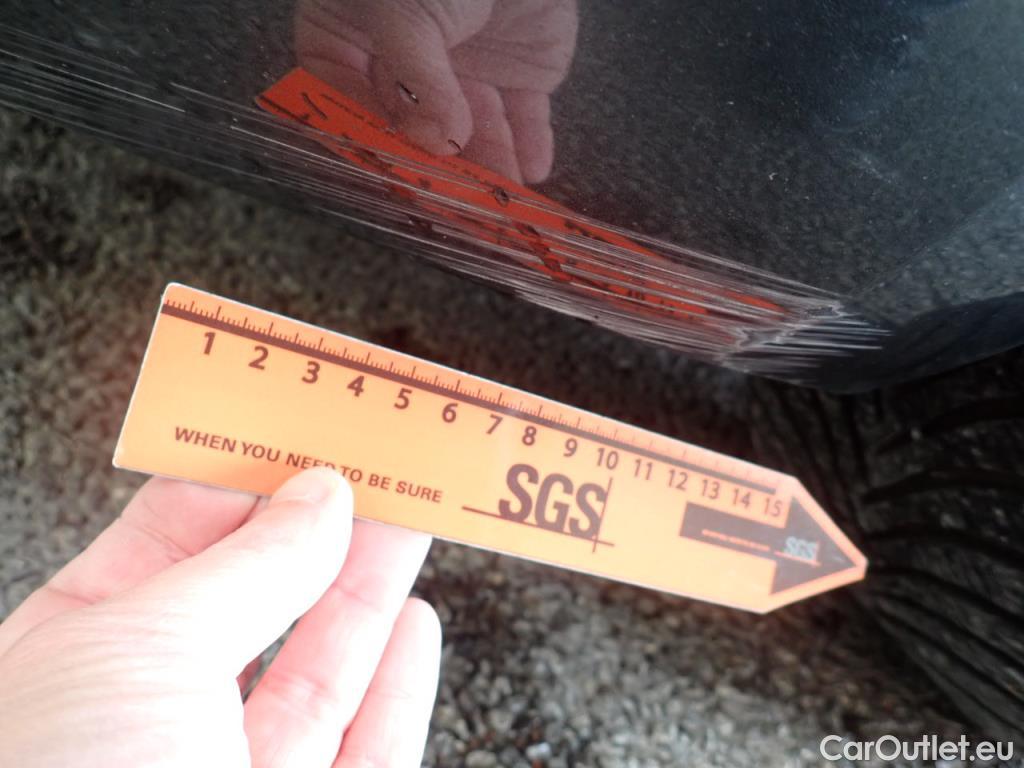 1 2 3 4 5 6 7 8 9 10 11 12 13 14 15
WHEN YOU NEED TO BE SURE
SGS
SGS
CarOutlet.eu